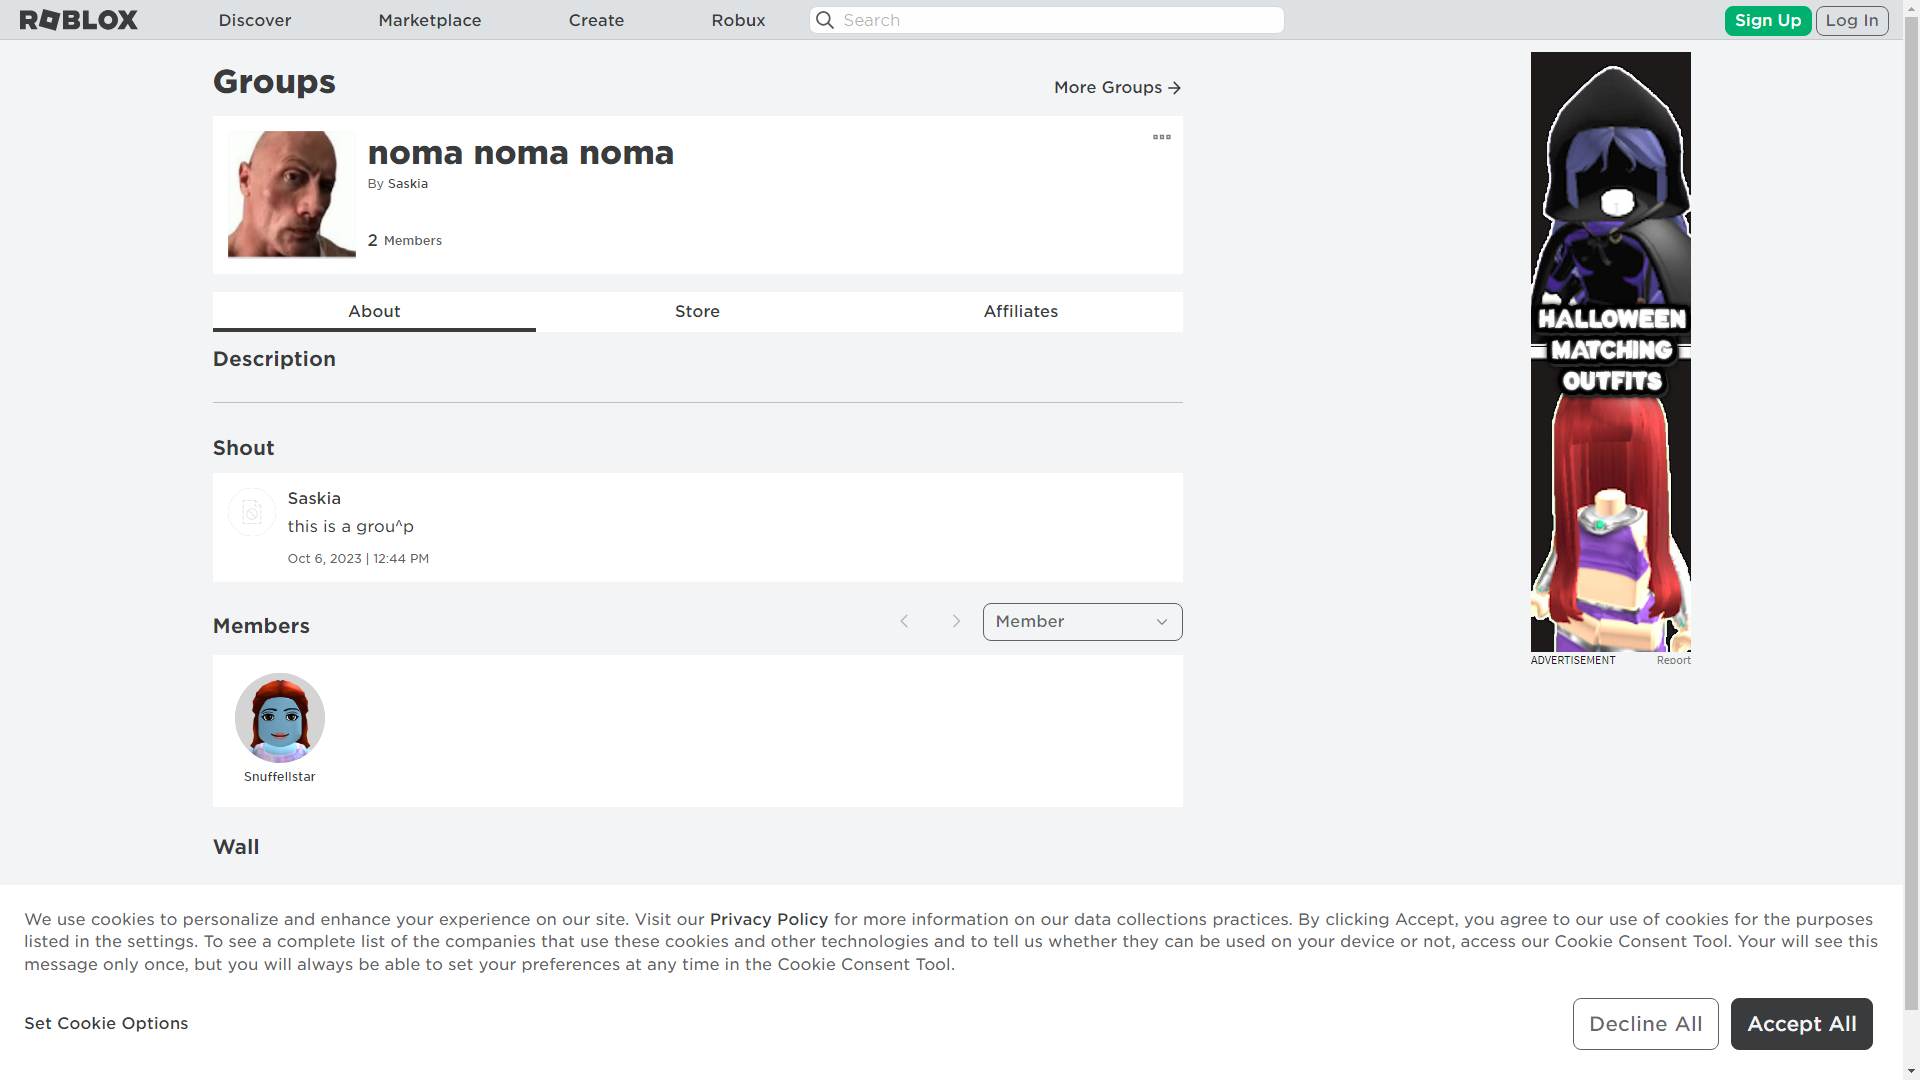 ROBLOX
Discover
Marketplace
Create
Robux
Search
Sign Up
Log In
Groups
More Groups
noma noma noma
By Saskia
2 Members
About
Store
Affiliates
Description
Shout
Saskia
this is a grou^p
Oct 6, 2023 | 12:44 PM
Members
Member
Snuffellstar
Wall
HALLOWEEN
MATCHING
OUTFITS
ADVERTISEMENT
Report
We use cookies to personalize and enhance your experience on our site. Visit our Privacy Policy for more information on our data collections practices. By clicking Accept, you agree to our use of cookies for the purposes
listed in the settings. To see a complete list of the companies that use these cookies and other technologies and to tell us whether they can be used on your device or not, access our Cookie Consent Tool. Your will see this
message only once, but you will always be able to set your preferences at any time in the Cookie Consent Tool.
Set Cookie Options
Decline All
Accept All